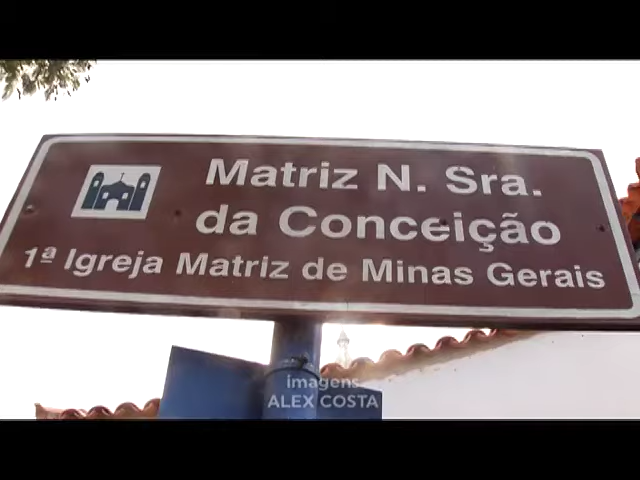 Matriz N. Sra.
da Conceição
1ª Igreja Matriz de Minas Gerais
imagens
ALEX COSTA